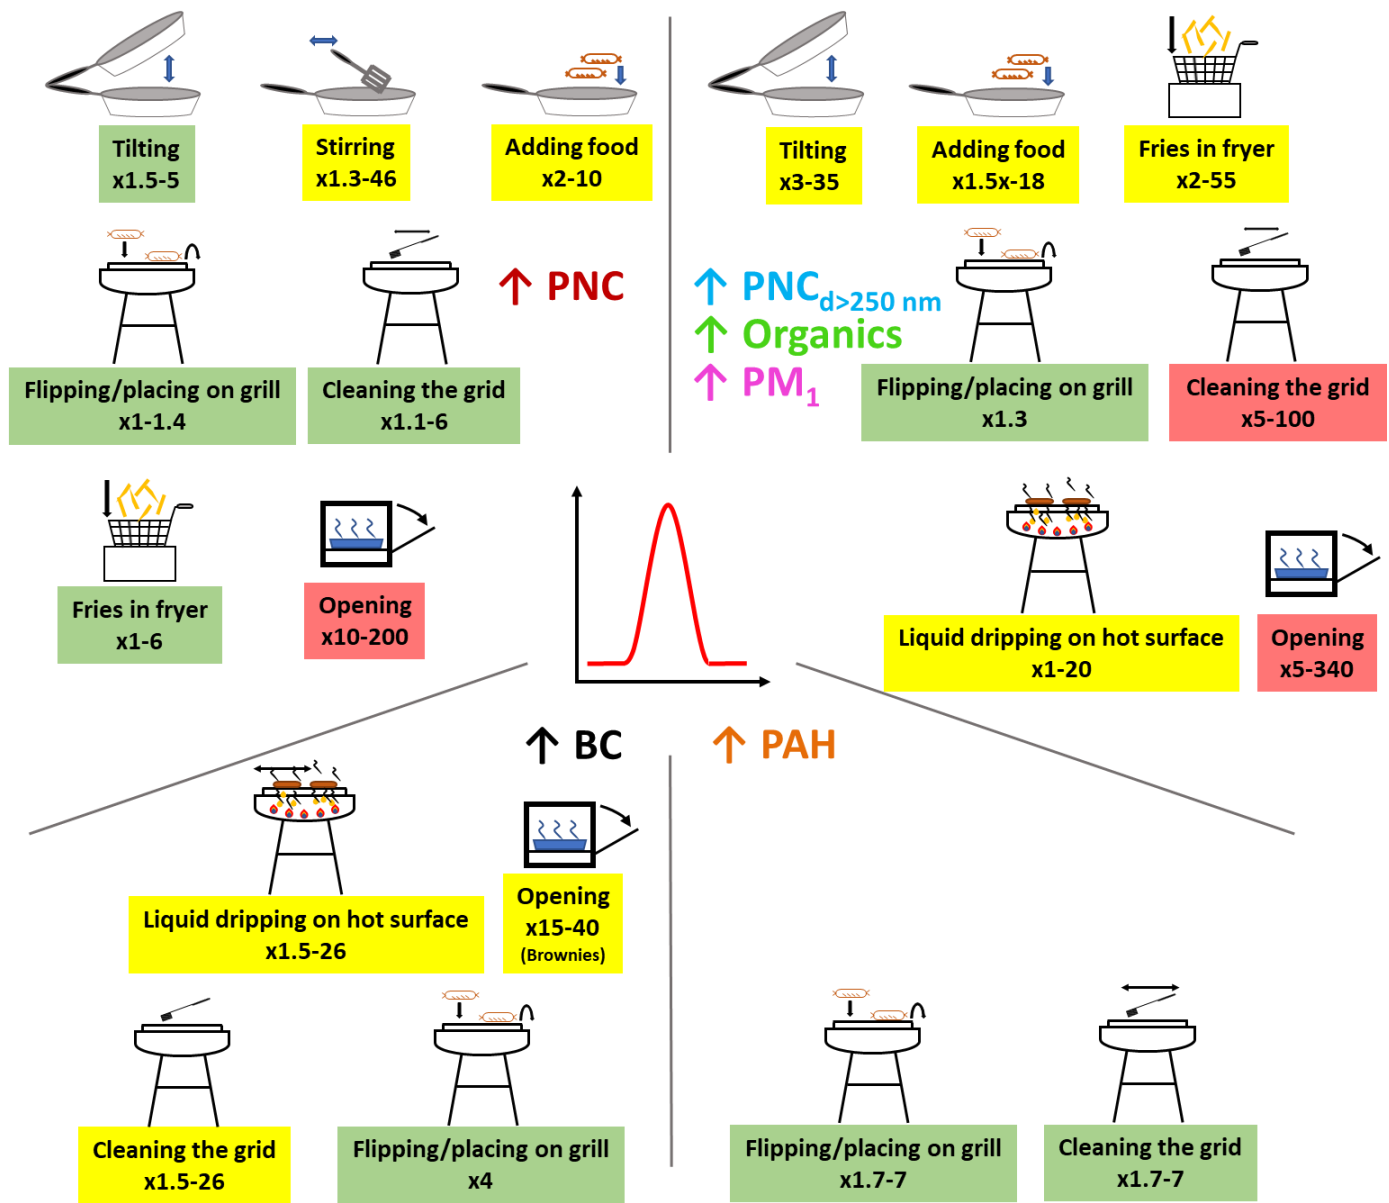 Tilting
x1.5-5
Stirring
x1.3-46
Adding food
x2-10
Flipping/placing on grill
x1-1.4
Cleaning the grid
x1.1-6
↑ PNC
Fries in fryer
x1-6
Opening
x10-200
Tilting
x3-35
Adding food
x1.5x-18
Fries in fryer
x2-55
↑ PNCd>250 nm
↑ Organics
↑ PM1
Flipping/placing on grill
x1.3
Cleaning the grid
x5-100
Liquid dripping on hot surface
x1-20
Opening
x5-340
↑ BC
Liquid dripping on hot surface
x1.5-26
Opening
x15-40
(Brownies)
Cleaning the grid
x1.5-26
Flipping/placing on grill
x4
↑ PAH
Flipping/placing on grill
x1.7-7
Cleaning the grid
x1.7-7